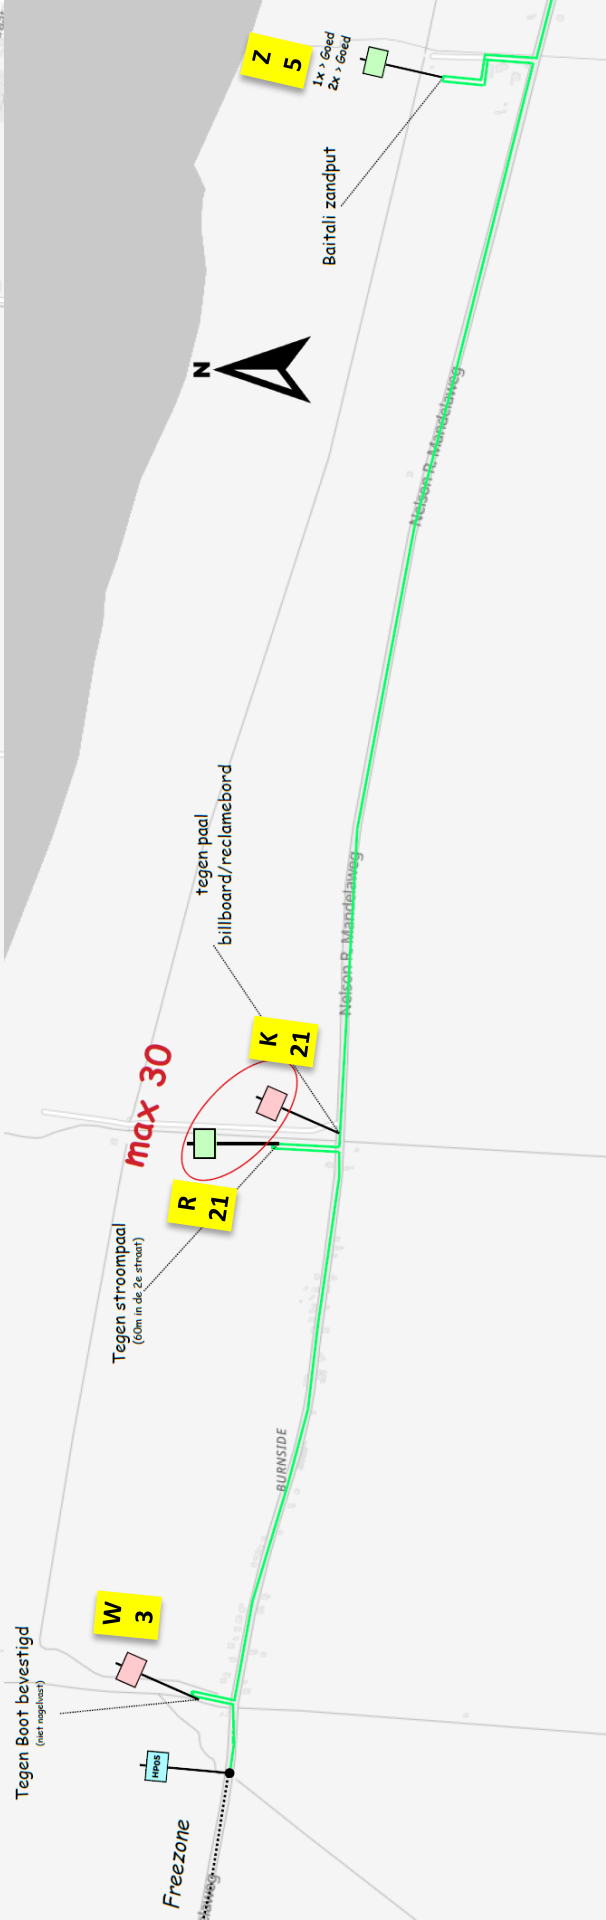 Z
5
1x > Goed
2x > Goed
Baitali zandput
N
Nelson R. Mandelaweg
tegen paal
billboard/reclamebord
Nelson R. Mandelaweg
K
21
max 30
R
21
Tegen stroompaal
(60m in de 2e straat)
BURNSIDE
W
3
Tegen Boot bevestigd
(niet nagelvast)
HP05
Freezone